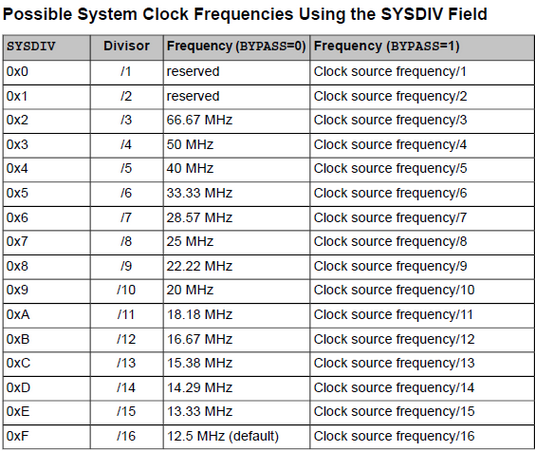 Possible System Clock Frequencies Using the SYSDIV Field
SYSDIV Divisor Frequency (BYPASS=0) Frequency (BYPASS=1)
0x0 /1 reserved Clock source frequency/1
0x1 /2 reserved Clock source frequency/2
0x2 /3 66.67 MHz Clock source frequency/3
0x3 /4 50 MHz Clock source frequency/4
0x4 /5 40 MHz Clock source frequency/5
0x5 /6 33.33 MHz Clock source frequency/6
0x6 /7 28.57 MHz Clock source frequency/7
0x7 /8 25 MHz Clock source frequency/8
0x8 /9 22.22 MHz Clock source frequency/9
0x9 /10 20 MHz Clock source frequency/10
0xA /11 18.18 MHz Clock source frequency/11
0xB /12 16.67 MHz Clock source frequency/12
0xC /13 15.38 MHz Clock source frequency/13
0xD /14 14.29 MHz Clock source frequency/14
0xE /15 13.33 MHz Clock source frequency/15
0xF /16 12.5 MHz (default) Clock source frequency/16